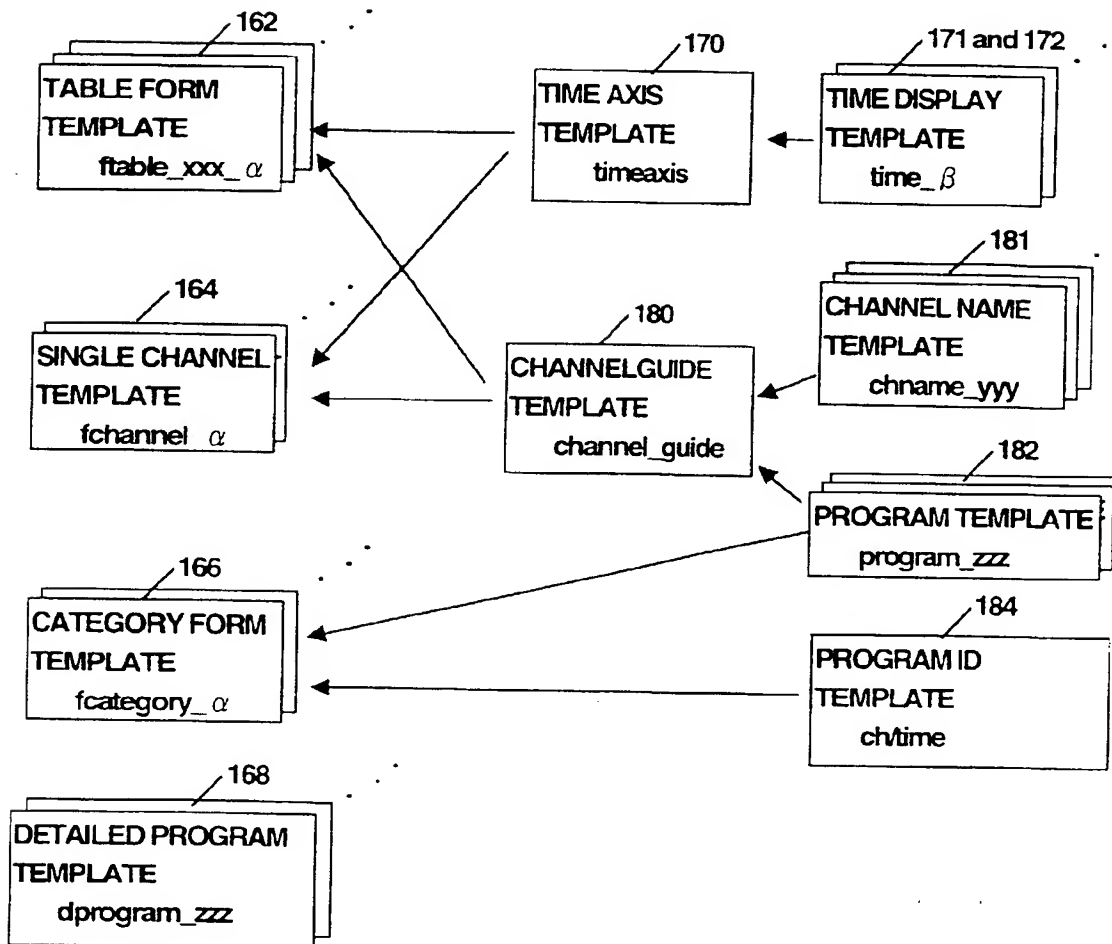 162
TABLE FORM
TEMPLATE
ftable_xxx_α
170
TIME AXIS
TEMPLATE
timeaxis
171 and 172
TIME DISPLAY
TEMPLATE
time_β
164
SINGLE CHANNEL
TEMPLATE
fchannel_α
180
CHANNELGUIDE
TEMPLATE
channel_guide
181
CHANNEL NAME
TEMPLATE
chname_yyy
182
PROGRAM TEMPLATE
program_zzz
166
CATEGORY FORM
TEMPLATE
fcategory_α
184
PROGRAM ID
TEMPLATE
ch/time
168
DETAILED PROGRAM
TEMPLATE
dprogram_zzz